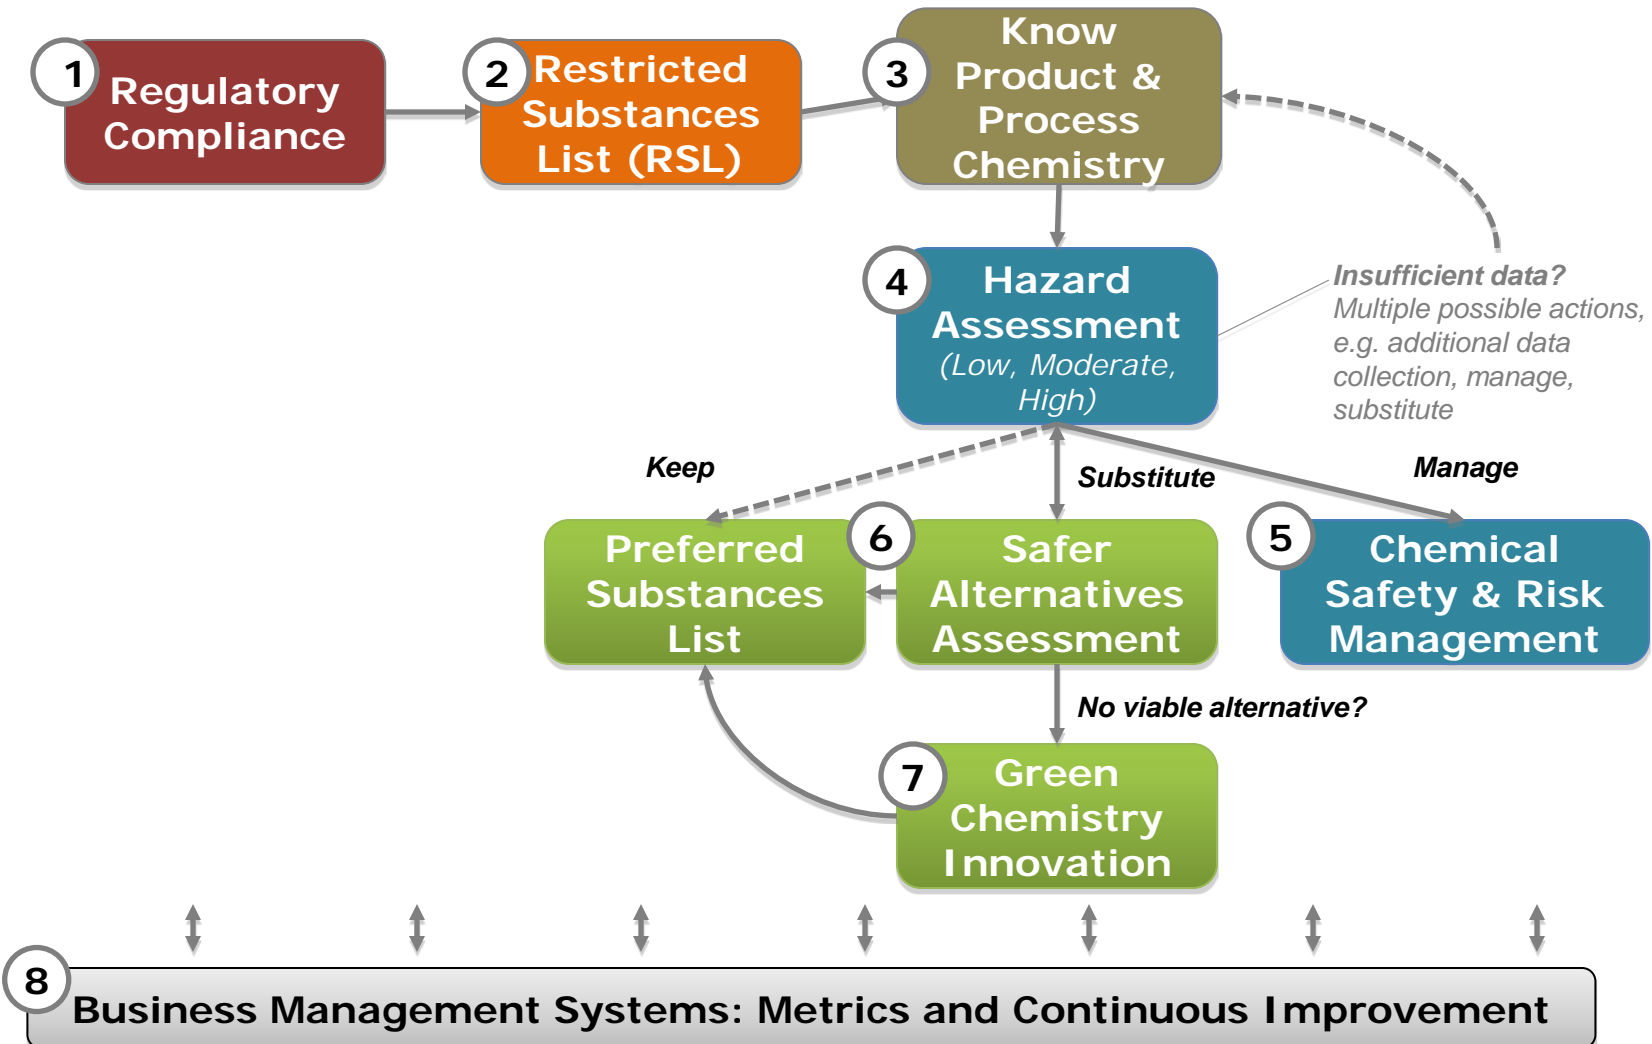 1
Regulatory
Compliance
2
Restricted
Substances
List (RSL)
3
Know
Product &
Process
Chemistry
4
Hazard
Assessment
(Low, Moderate,
High)
Insufficient data?
Multiple possible actions,
e.g. additional data
collection, manage,
substitute
Keep
Substitute
Manage
Preferred
Substances
List
6
Safer
Alternatives
Assessment
5
Chemical
Safety & Risk
Management
No viable alternative?
7
Green
Chemistry
Innovation
8
Business Management Systems: Metrics and Continuous Improvement